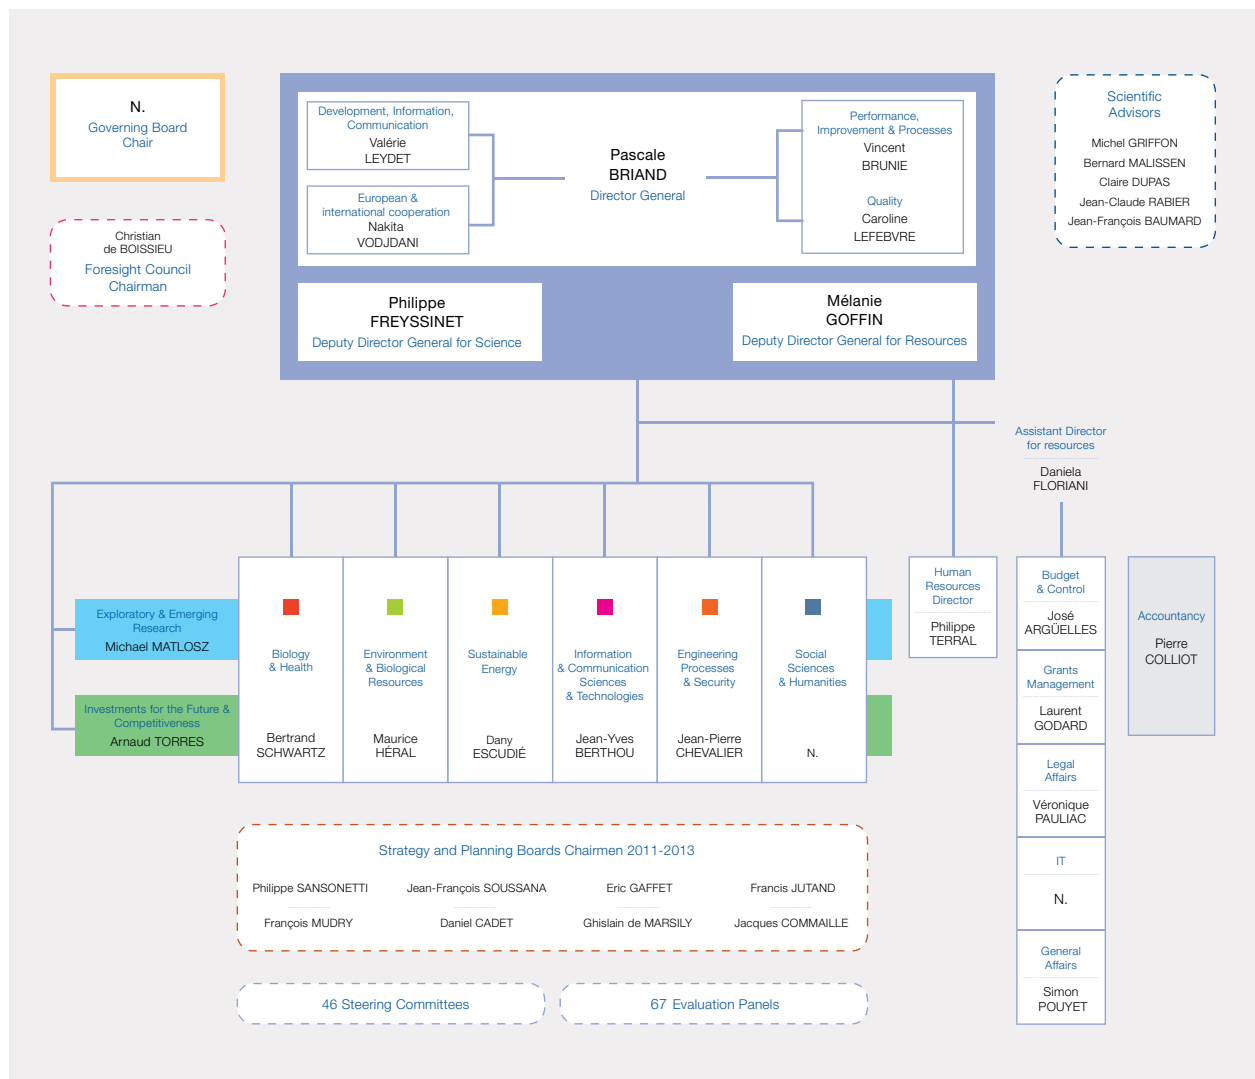 N.
Governing Board
Chair
Christian
de BOISSIEU
Foresight Council
Chairman
Development, Information,
Communication
Valérie
LEYDET
European &
international cooperation
Nakita
VODJDANI
Pascale
BRIAND
Director General
Performance,
Improvement & Processes
Vincent
BRUNIE
Quality
Caroline
LEFEBVRE
Philippe
FREYSSINET
Deputy Director General for Science
Mélanie
GOFFIN
Deputy Director General for Resources
Scientific
Advisors
Michel GRIFFON
Bernard MALISSEN
Claire DUPAS
Jean-Claude RABIER
Jean-François BAUMARD
Assistant Director
for resources
Daniela
FLORIANI
Exploratory & Emerging
Research
Michael MATLOSZ
Investments for the Future &
Competitiveness
Arnaud TORRES
Biology
& Health
Bertrand
SCHWARTZ
Environment
& Biological
Resources
Maurice
HÉRAL
Sustainable
Energy
Dany
ESCUDIÉ
Information
& Communication
Sciences
& Technologies
Jean-Yves
BERTHOU
Engineering
Processes
& Security
Jean-Pierre
CHEVALIER
Social
Sciences
& Humanities
N.
Human
Resources
Director
Philippe
TERRAL
Budget
& Control
José
ARGÜELLES
Grants
Management
Laurent
GODARD
Legal
Affairs
Véronique
PAULIAC
IT
N.
General
Affairs
Simon
POUYET
Accountancy
Pierre
COLLIOT
Strategy and Planning Boards Chairmen 2011-2013
Philippe SANSONETTI
Jean-François SOUSSANA
Eric GAFFET
Francis JUTAND
François MUDRY
Daniel CADET
Ghislain de MARSILY
Jacques COMMAILLE
46 Steering Committees
67 Evaluation Panels